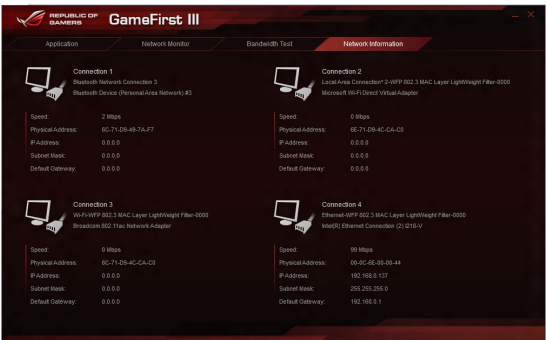 REPUBLIC OF
GAMERS
GameFirst III
Application
Network Monitor
Bandwidth Test
Network Information
Connection 1
Bluetooth Network Connection 3
Bluetooth Device (Personal Area Network) #3
Speed: 2 Mbps
Physical Address: 6C-71-D9-49-7A-F7
IP Address: 0.0.0.0
Subnet Mask: 0.0.0.0
Default Gateway: 0.0.0.0
Connection 2
Local Area Connection* 2-WFP 802.3 MAC Layer LightWeight Filter-0000
Microsoft Wi-Fi Direct Virtual Adapter
Speed: 0 Mbps
Physical Address: 6E-71-D9-4C-CA-C0
IP Address: 0.0.0.0
Subnet Mask: 0.0.0.0
Default Gateway: 0.0.0.0
Connection 3
Wi-Fi-WFP 802.3 MAC Layer LightWeight Filter-0000
Broadcom 802.11ac Network Adapter
Speed: 0 Mbps
Physical Address: 6C-71-D9-4C-CA-C0
IP Address: 0.0.0.0
Subnet Mask: 0.0.0.0
Default Gateway: 0.0.0.0
Connection 4
Ethernet-WFP 802.3 MAC Layer LightWeight Filter-0000
Intel(R) Ethernet Connection (2) I218-V
Speed: 99 Mbps
Physical Address: 00-0C-6E-00-00-44
IP Address: 192.168.0.137
Subnet Mask: 255.255.255.0
Default Gateway: 192.168.0.1